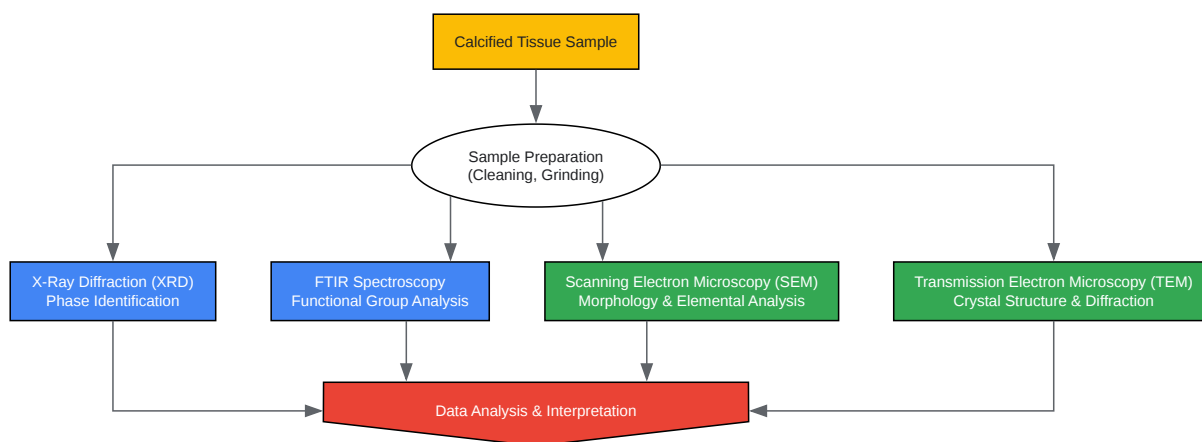 Calcified Tissue Sample
Sample Preparation
(Cleaning, Grinding)
X-Ray Diffraction (XRD)
Phase Identification
FTIR Spectroscopy
Functional Group Analysis
Scanning Electron Microscopy (SEM)
Morphology & Elemental Analysis
Transmission Electron Microscopy (TEM)
Crystal Structure & Diffraction
Data Analysis & Interpretation